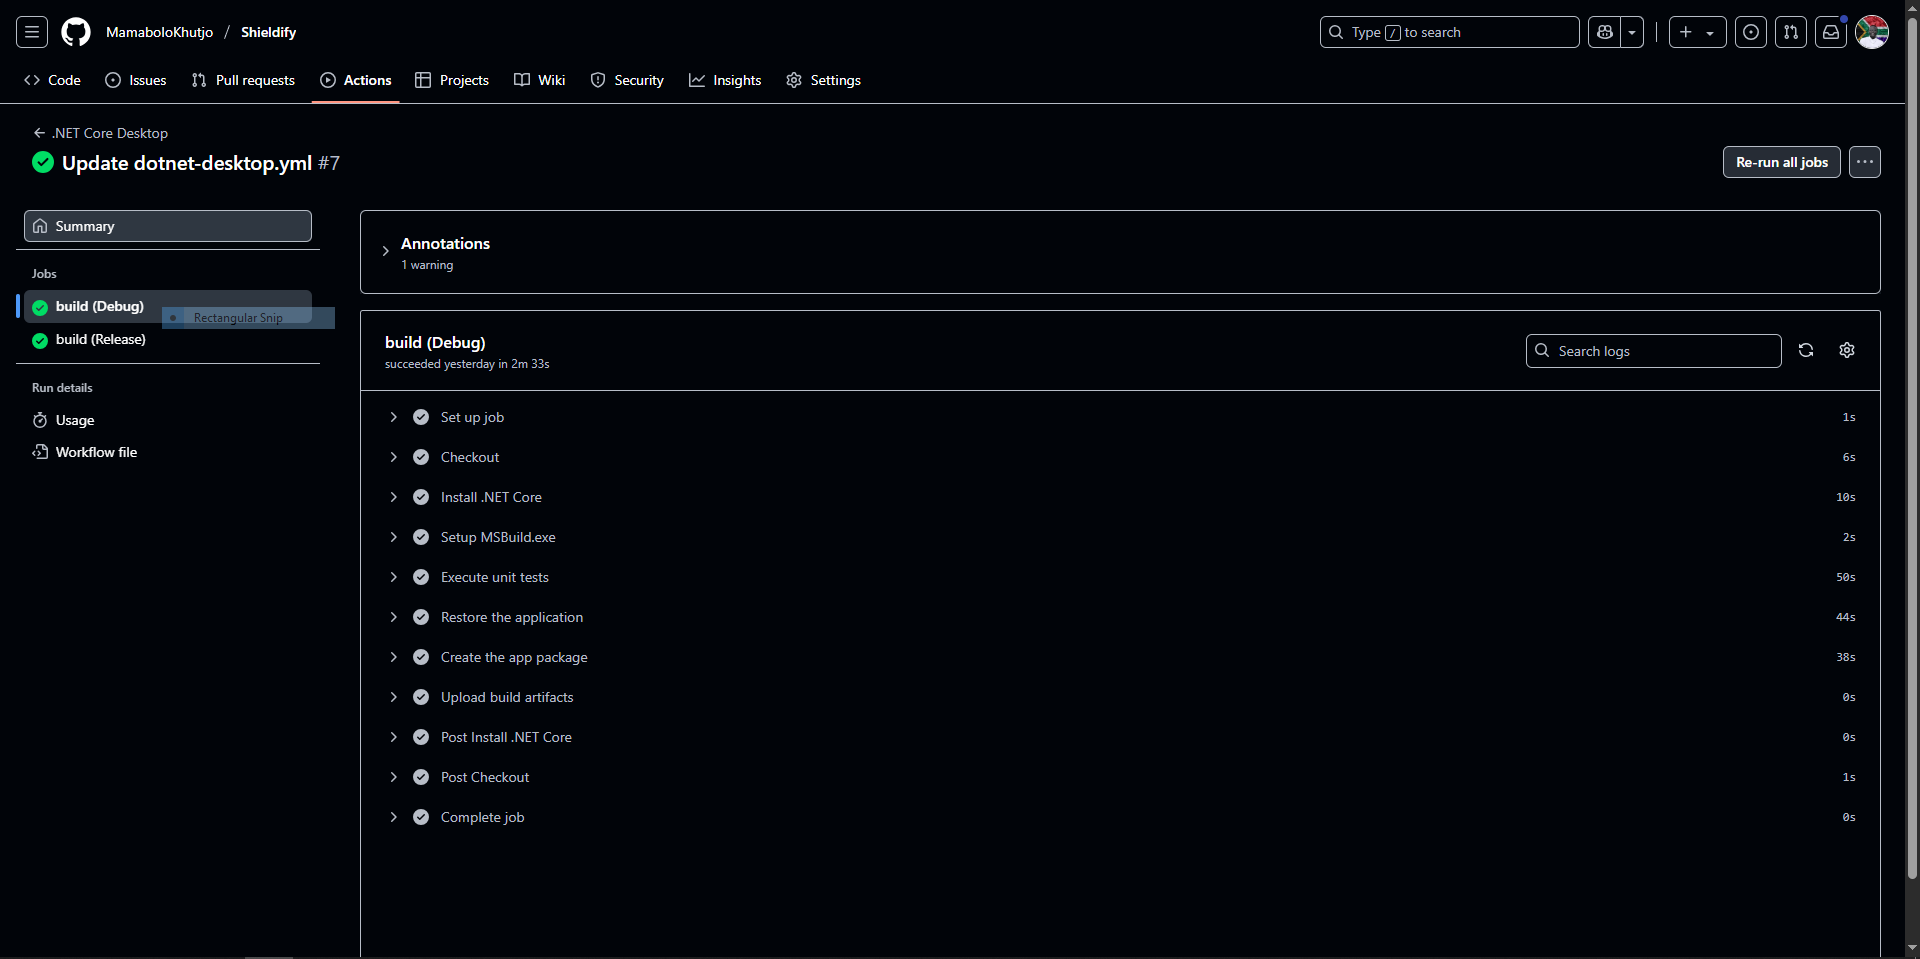 MamaboloKhutjo / Shieldify
Type / to search
Code
Issues
Pull requests
Actions
Projects
Wiki
Security
Insights
Settings
.NET Core Desktop
Update dotnet-desktop.yml #7
Re-run all jobs
Summary
Jobs
build (Debug)
Rectangular Snip
build (Release)
Run details
Usage
Workflow file
Annotations
1 warning
build (Debug)
succeeded yesterday in 2m 33s
Search logs
Set up job 1s
Checkout 6s
Install .NET Core 10s
Setup MSBuild.exe 2s
Execute unit tests 50s
Restore the application 44s
Create the app package 38s
Upload build artifacts 0s
Post Install .NET Core 0s
Post Checkout 1s
Complete job 0s